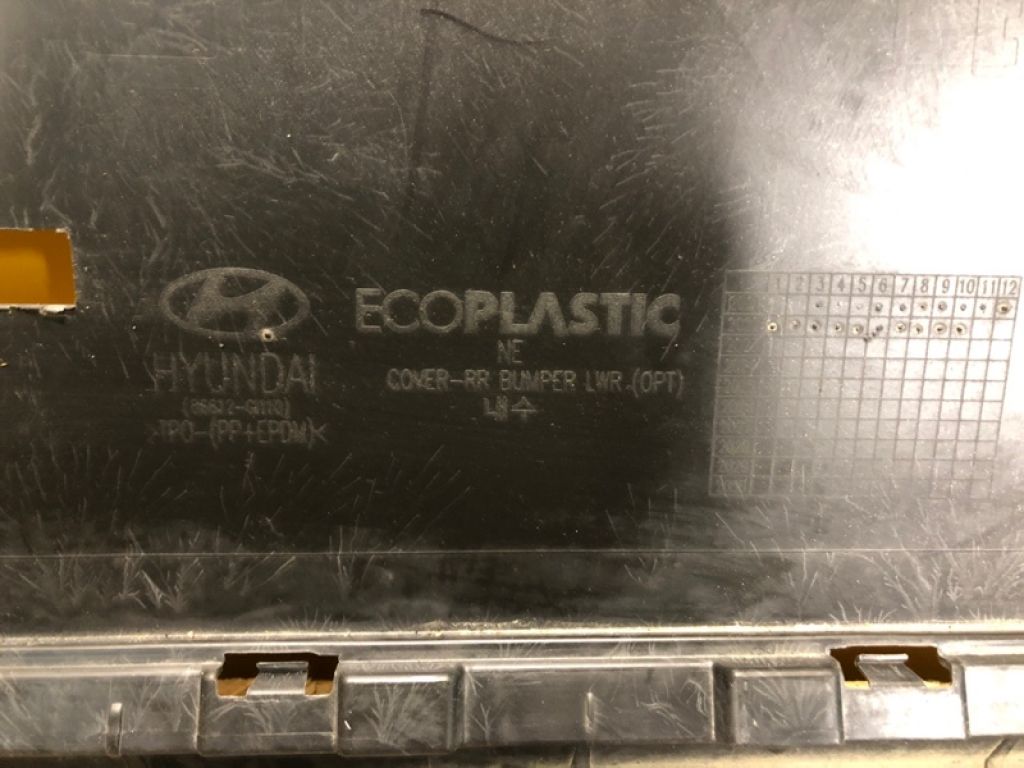 HYUNDAI
>TPO-(PP+EPDM)<
ECOPLASTIC
NE
COVER-RR BUMPER LWR (OPT)
내수
1 2 3 4 5 6 7 8 9 10 11 12